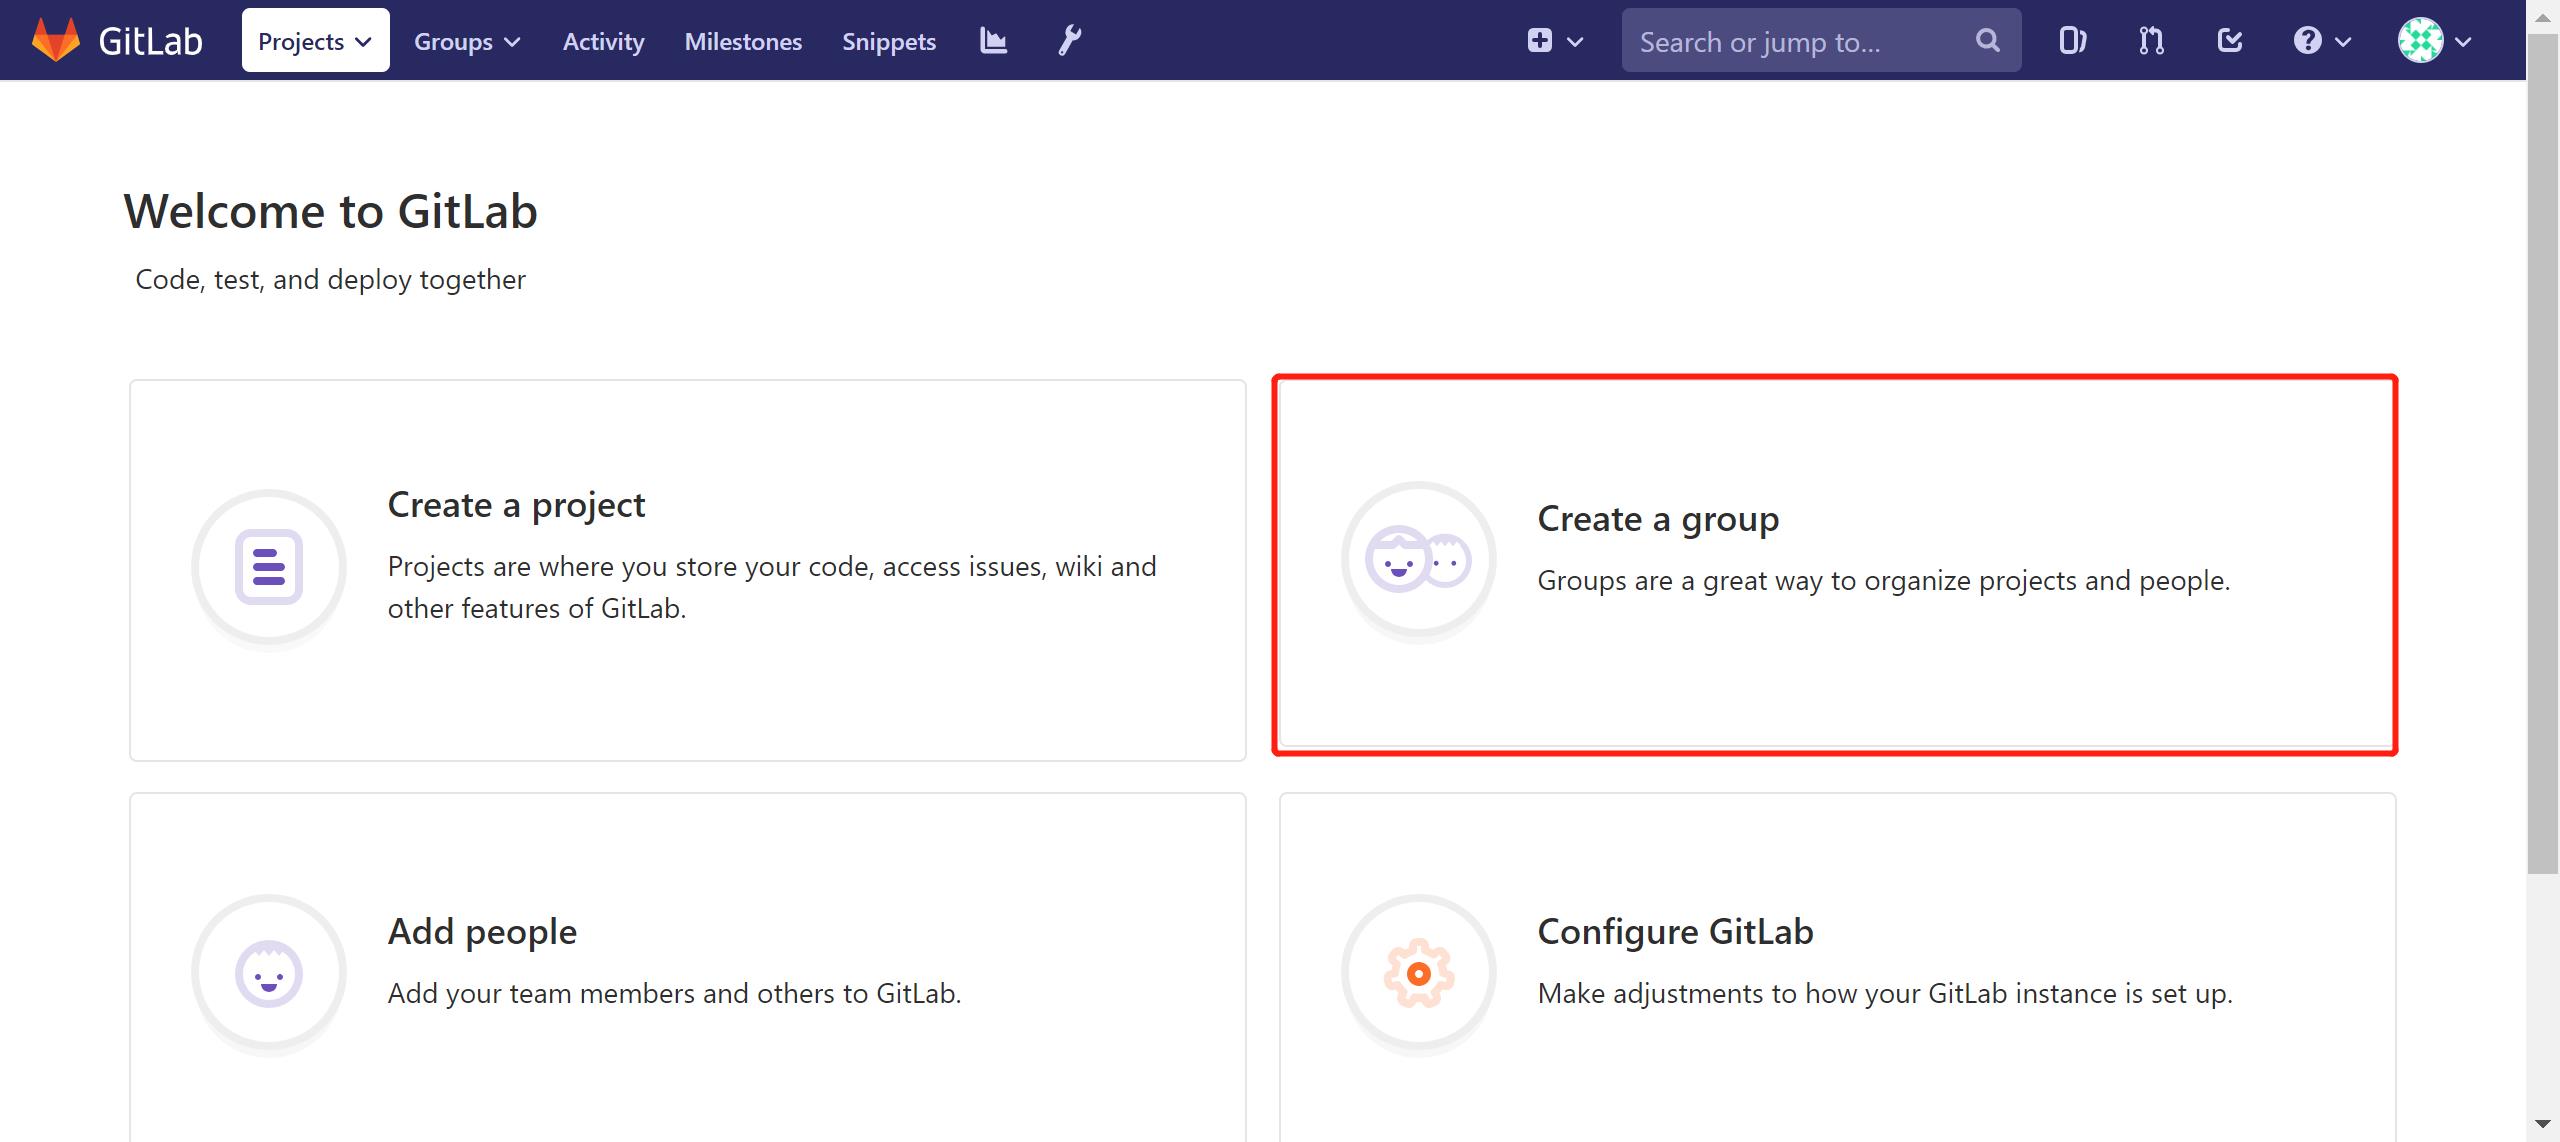 GitLab Projects Groups Activity Milestones Snippets Search or jump to...
Welcome to GitLab
Code, test, and deploy together
Create a project
Projects are where you store your code, access issues, wiki and
other features of GitLab.
Create a group
Groups are a great way to organize projects and people.
Add people
Add your team members and others to GitLab.
Configure GitLab
Make adjustments to how your GitLab instance is set up.